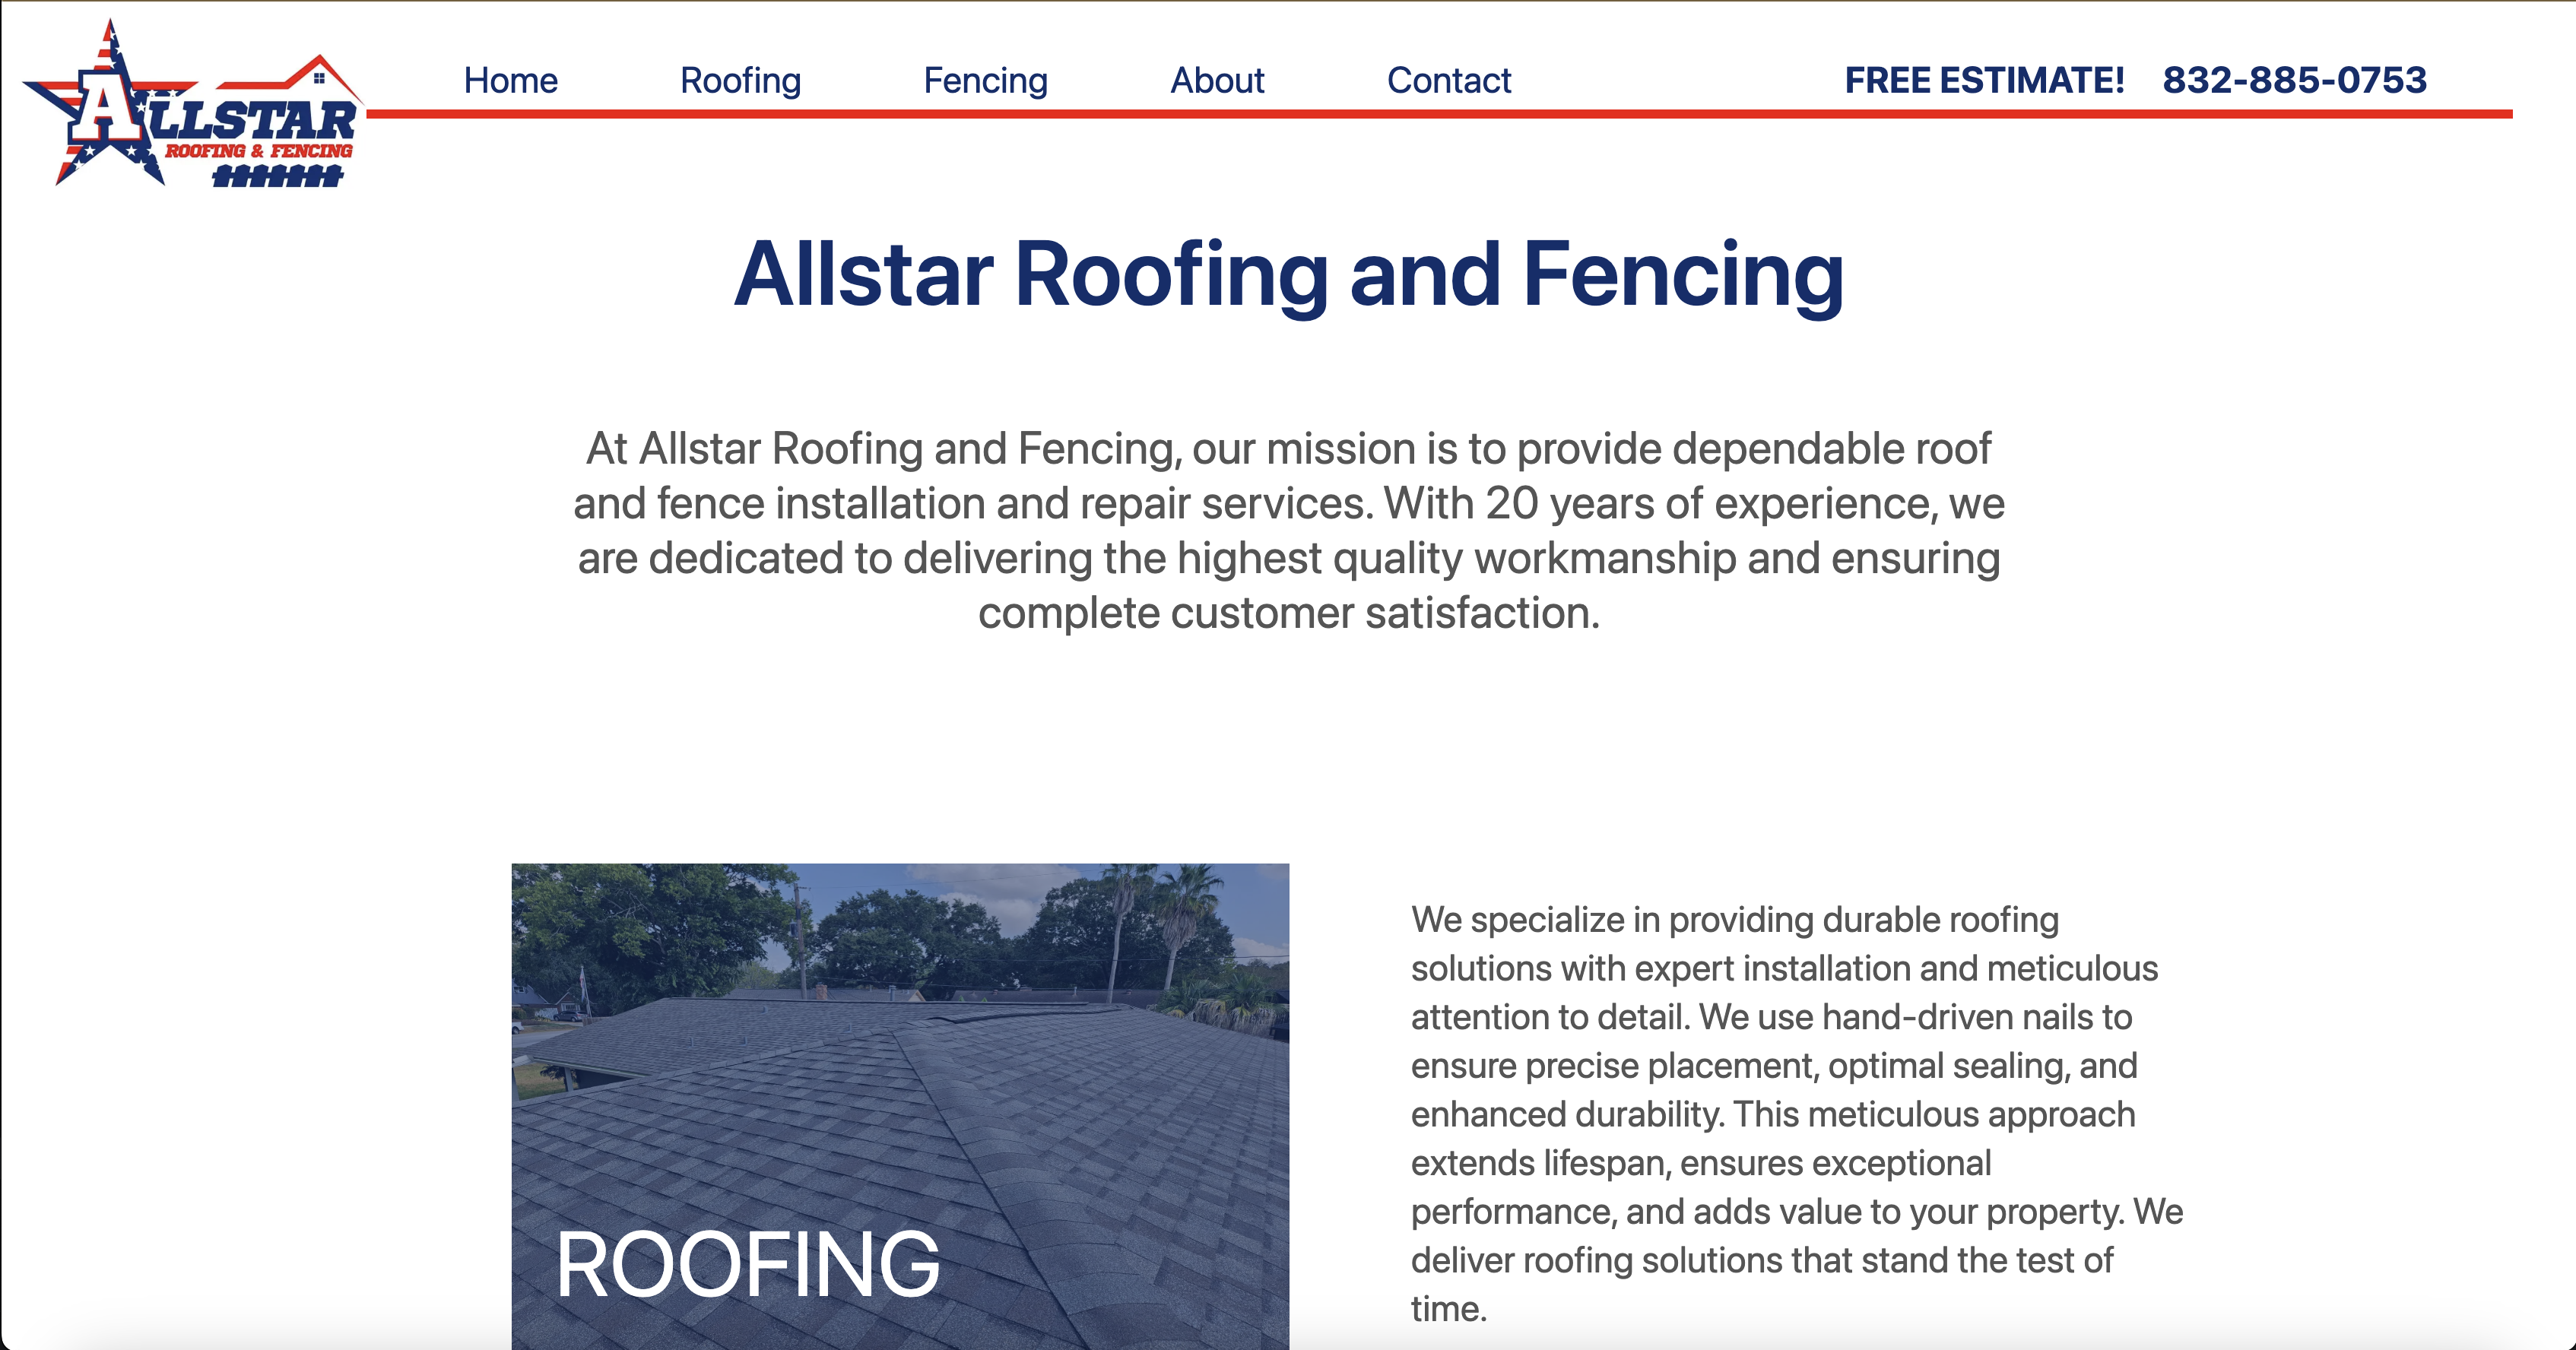 ALLSTAR
ROOFING & FENCING
Home Roofing Fencing About Contact FREE ESTIMATE! 832-885-0753
Allstar Roofing and Fencing
At Allstar Roofing and Fencing, our mission is to provide dependable roof
and fence installation and repair services. With 20 years of experience, we
are dedicated to delivering the highest quality workmanship and ensuring
complete customer satisfaction.
ROOFING
We specialize in providing durable roofing
solutions with expert installation and meticulous
attention to detail. We use hand-driven nails to
ensure precise placement, optimal sealing, and
enhanced durability. This meticulous approach
extends lifespan, ensures exceptional
performance, and adds value to your property. We
deliver roofing solutions that stand the test of
time.